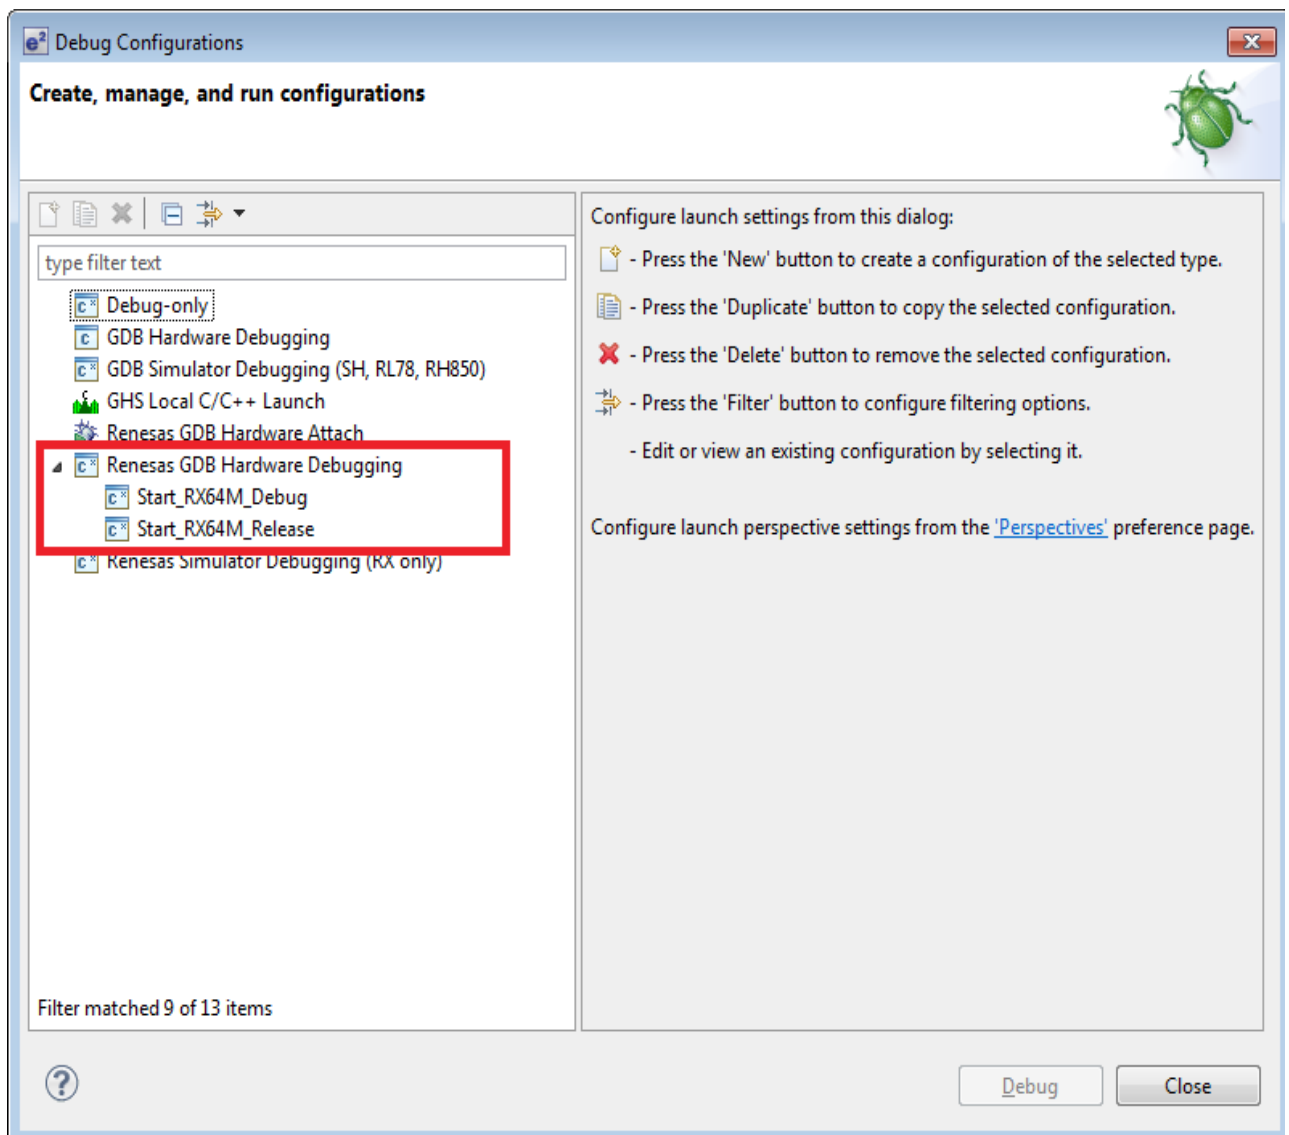 e² Debug Configurations
Create, manage, and run configurations
type filter text
Debug-only
GDB Hardware Debugging
GDB Simulator Debugging (SH, RL78, RH850)
GHS Local C/C++ Launch
Renesas GDB Hardware Attach
Renesas GDB Hardware Debugging
Start_RX64M_Debug
Start_RX64M_Release
Renesas Simulator Debugging (RX only)
Filter matched 9 of 13 items
Configure launch settings from this dialog:
- Press the 'New' button to create a configuration of the selected type.
- Press the 'Duplicate' button to copy the selected configuration.
- Press the 'Delete' button to remove the selected configuration.
- Press the 'Filter' button to configure filtering options.
- Edit or view an existing configuration by selecting it.
Configure launch perspective settings from the 'Perspectives' preference page.
Debug
Close